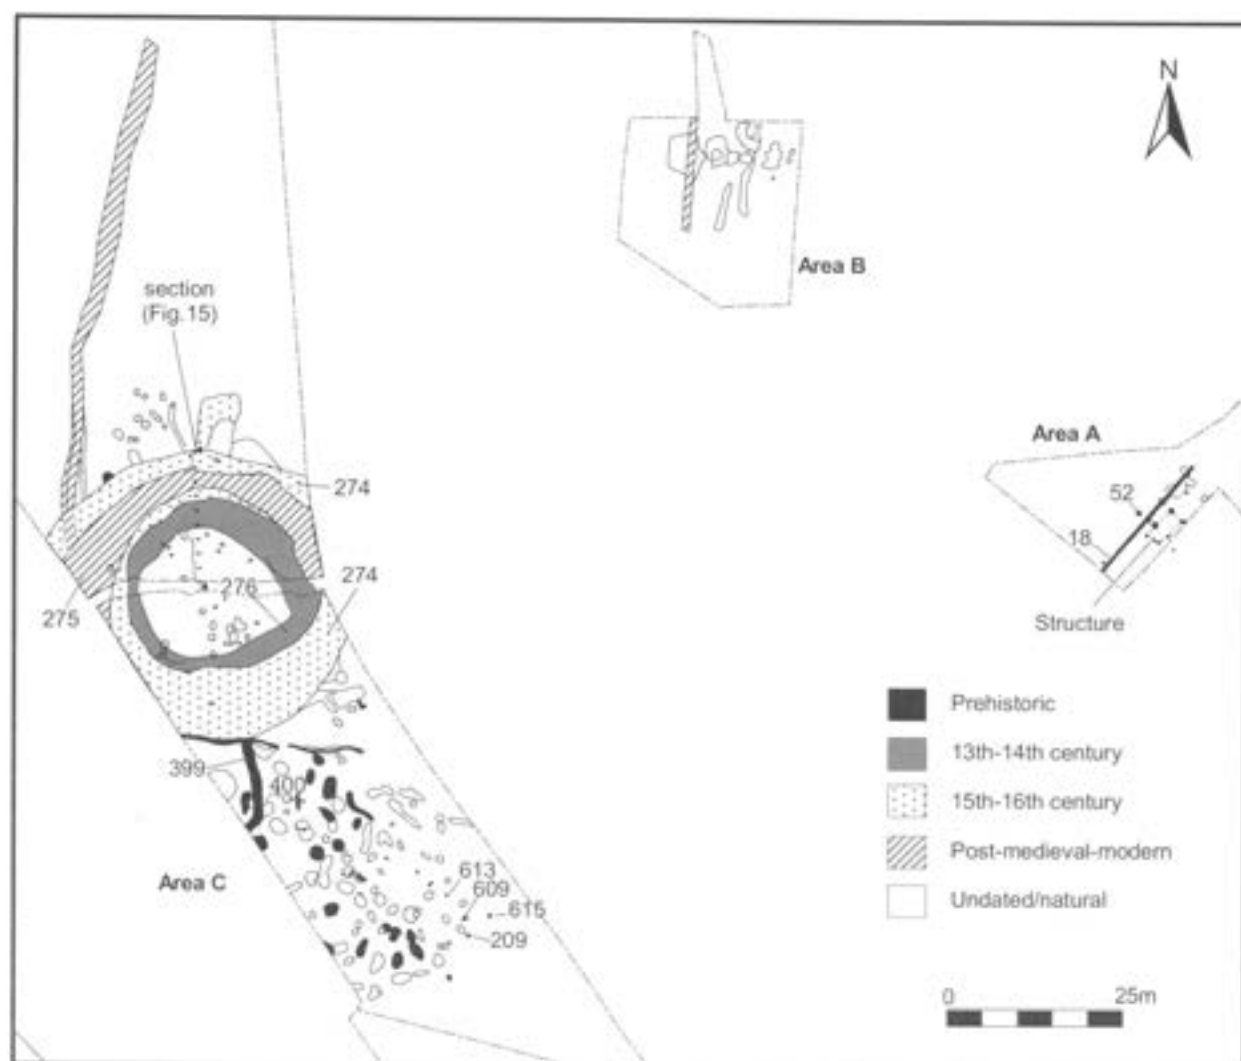 N
Area B
section
(Fig.15)
Area A
52
18
Structure
274
274
276
275
Prehistoric
13th-14th century
15th-16th century
Post-medieval-modern
Undated/natural
399
400
Area C
613
609
615
209
0 25m